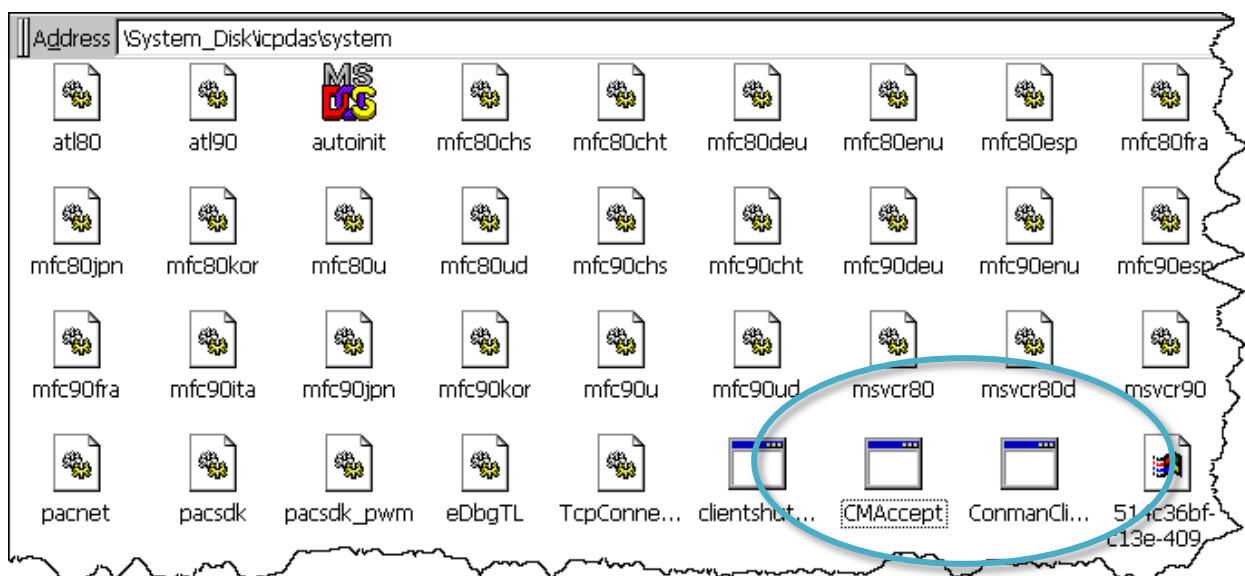 Address \System_Disk\icpdas\system
MS
DOS
atl80 atl90 autoinit mfc80chs mfc80cht mfc80deu mfc80enu mfc80esp mfc80fra
mfc80jpn mfc80kor mfc80u mfc80ud mfc90chs mfc90cht mfc90deu mfc90enu mfc90esp
mfc90fra mfc90ita mfc90jpn mfc90kor mfc90u mfc90ud msvcr80 msvcr80d msvcr90
pacnet pacsdk pacsdk_pwm eDbgTL TcpConne... clientshut... CMAccept ConmanCli... 514c36bf-
c13e-409